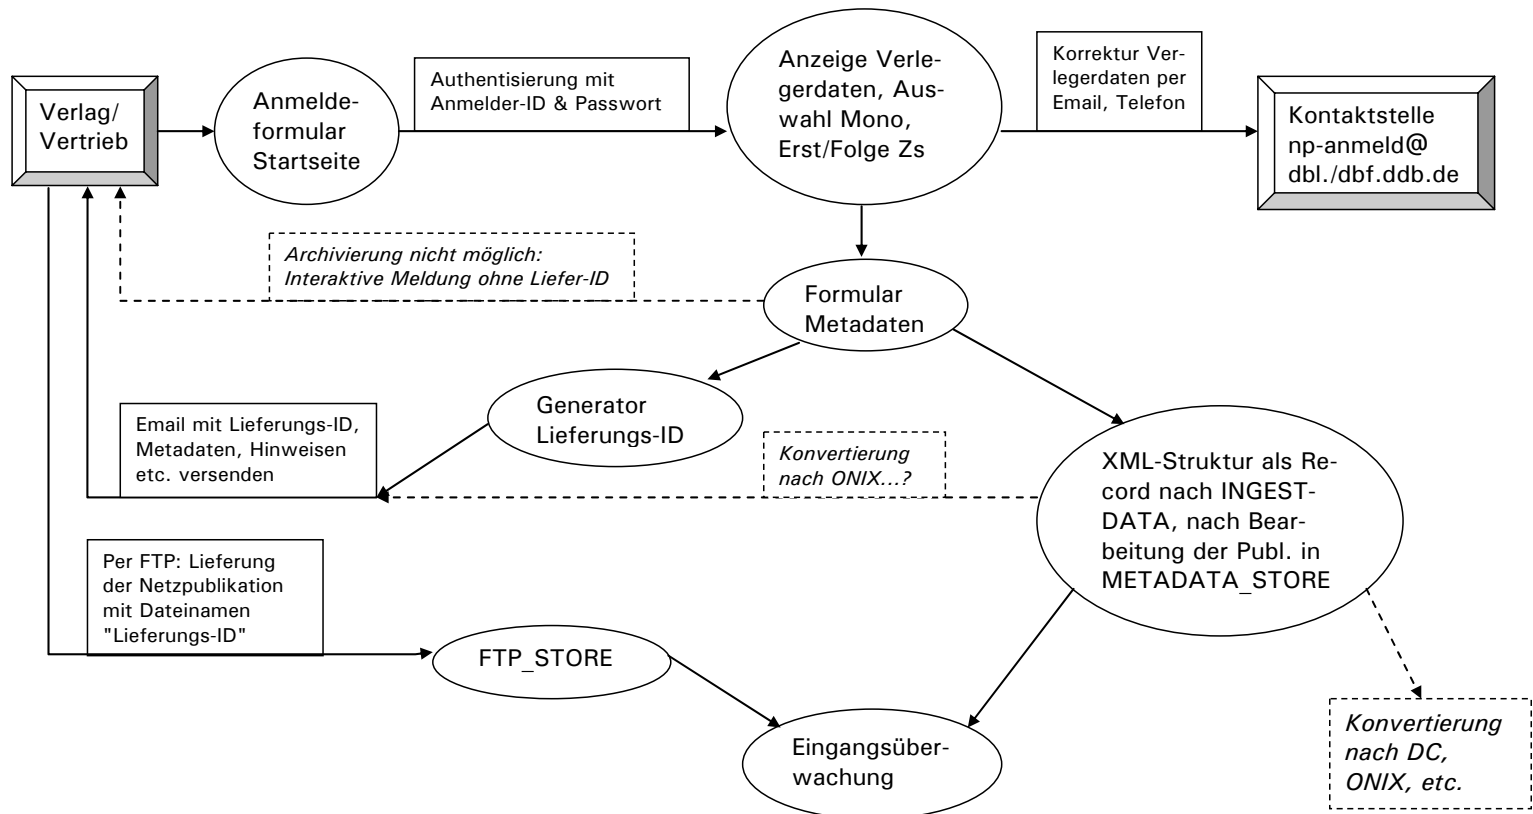 Verlag/
Vertrieb
Anmelde-
formular
Startseite
Authentisierung mit
Anmelder-ID & Passwort
Anzeige Verle-
gerdaten, Aus-
wahl Mono,
Erst/Folge Zs
Korrektur Ver-
legerdaten per
Email, Telefon
Kontaktstelle
np-anmeld@
dbl./dbf.ddb.de
Archivierung nicht möglich:
Interaktive Meldung ohne Liefer-ID
Formular
Metadaten
Generator
Lieferungs-ID
Email mit Lieferungs-ID,
Metadaten, Hinweisen
etc. versenden
Konvertierung
nach ONIX...?
XML-Struktur als Re-
cord nach INGEST-
DATA, nach Bear-
beitung der Publ. in
METADATA_STORE
Per FTP: Lieferung
der Netzpublikation
mit Dateinamen
"Lieferungs-ID"
FTP_STORE
Eingangsüber-
wachung
Konvertierung
nach DC,
ONIX, etc.